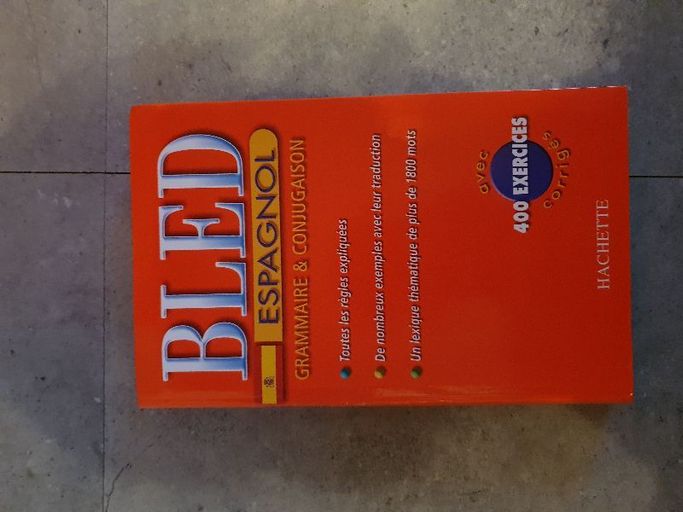 BLED
ESPAGNOL
GRAMMAIRE & CONJUGAISON
Toutes les règles expliquées
De nombreux exemples avec leur traduction
Un lexique thématique de plus de 1800 mots
avec
400 EXERCICES
corrigés
HACHETTE